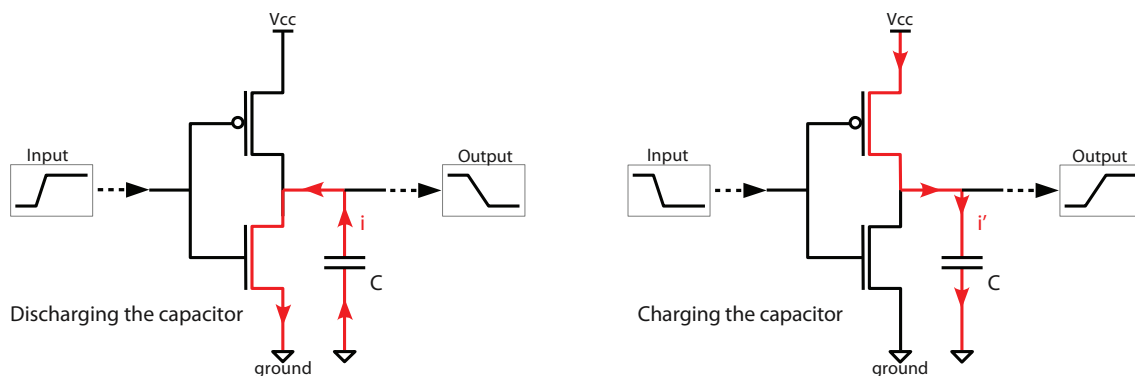 Vcc
Input
Output
i
C
Discharging the capacitor
ground
Vcc
Input
Output
i'
C
Charging the capacitor
ground